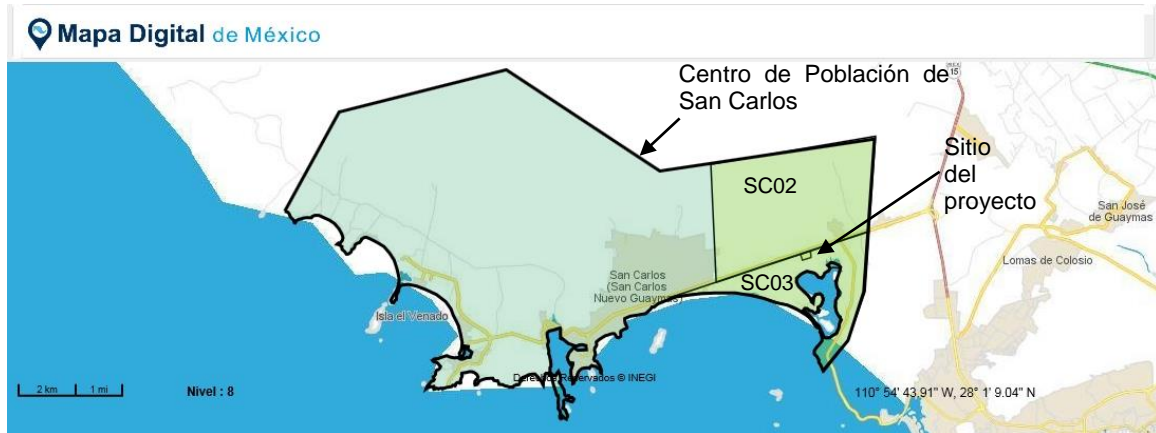 Mapa Digital de México
Centro de Población de
San Carlos
15
Sitio
del
proyecto
SC02
San José
de Guaymas
Lomas de Colosio
San Carlos
(San Carlos
Nuevo Guaymas)
SC03
Isla el Venado
2 km 1 mi
Nivel : 8
Derechos Reservados © INEGI
110° 54' 43.91" W, 28° 1' 9.04" N